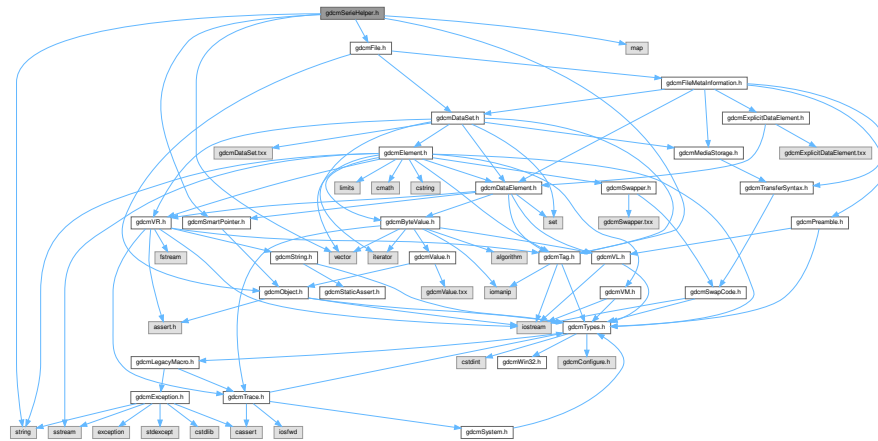 gdcmSerieHelper.h
gdcmFile.h
map
gdcmFileMetaInformation.h
gdcmDataSet.h
gdcmExplicitDataElement.h
gdcmDataSet.txx
gdcmElement.h
gdcmMediaStorage.h
gdcmExplicitDataElement.txx
limits
cmath
cstring
gdcmDataElement.h
gdcmSwapper.h
gdcmTransferSyntax.h
gdcmVR.h
gdcmSmartPointer.h
gdcmByteValue.h
set
gdcmSwapper.txx
gdcmPreamble.h
fstream
gdcmString.h
vector
iterator
gdcmValue.h
algorithm
gdcmTag.h
gdcmVL.h
gdcmObject.h
gdcmStaticAssert.h
gdcmValue.txx
iomanip
gdcmVM.h
gdcmSwapCode.h
assert.h
iostream
gdcmTypes.h
gdcmLegacyMacro.h
cstdint
gdcmWin32.h
gdcmConfigure.h
gdcmException.h
gdcmTrace.h
string
sstream
exception
stdexcept
cstdlib
cassert
iosfwd
gdcmSystem.h